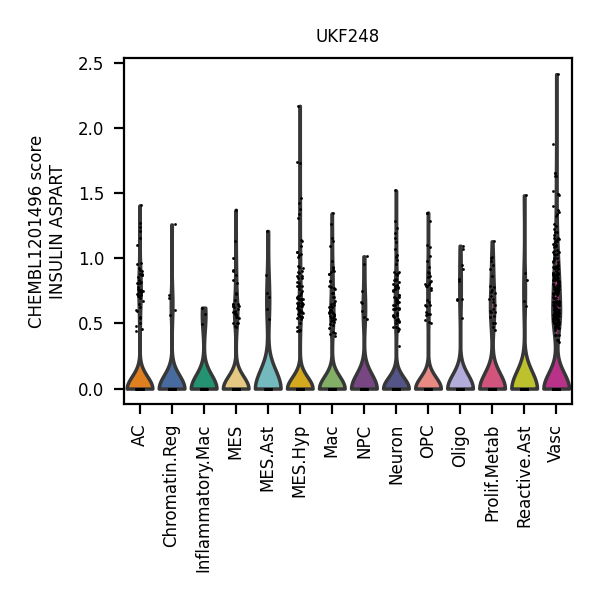 UKF248
CHEMBL1201496 score
INSULIN ASPART
2.5
2.0
1.5
1.0
0.5
0.0
AC
Chromatin.Reg
Inflammatory.Mac
MES
MES.Ast
MES.Hyp
Mac
NPC
Neuron
OPC
Oligo
Prolif.Metab
Reactive.Ast
Vasc